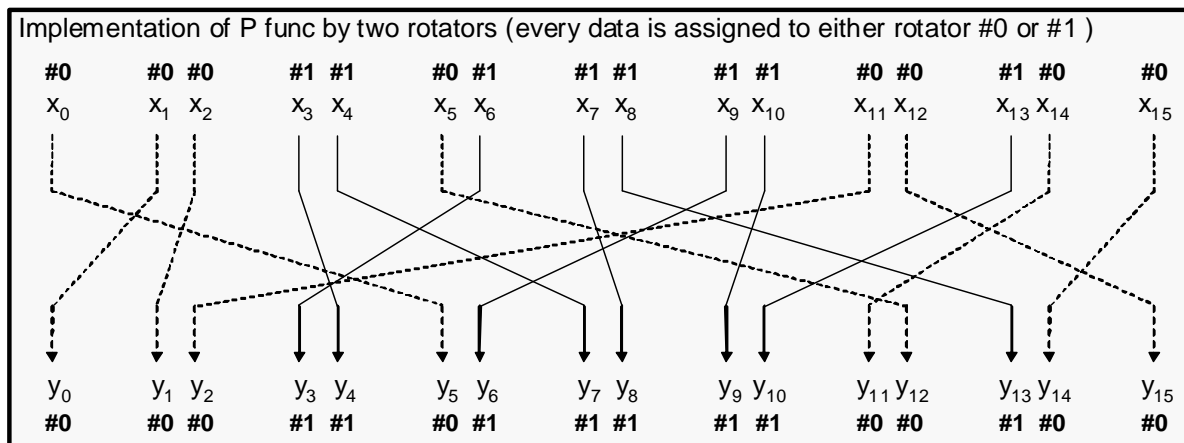 Implementation of P func by two rotators (every data is assigned to either rotator #0 or #1 )
#0 #0 #0 #1 #1 #0 #1 #1 #1 #1 #1 #0 #0 #1 #0 #0
x0 x1 x2 x3 x4 x5 x6 x7 x8 x9 x10 x11 x12 x13 x14 x15
y0 y1 y2 y3 y4 y5 y6 y7 y8 y9 y10 y11 y12 y13 y14 y15
#0 #0 #0 #1 #1 #0 #1 #1 #1 #1 #1 #0 #0 #1 #0 #0